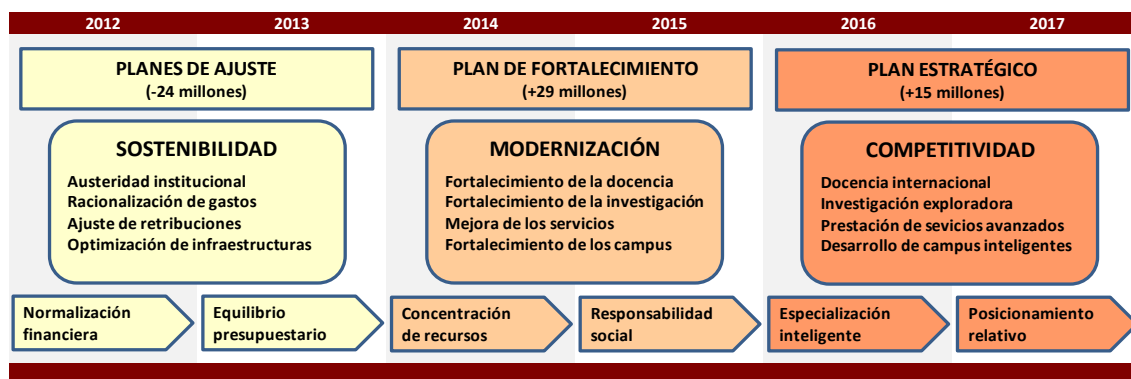 2012 2013 2014 2015 2016 2017
PLANES DE AJUSTE
(-24 millones)
PLAN DE FORTALECIMIENTO
(+29 millones)
PLAN ESTRATÉGICO
(+15 millones)
SOSTENIBILIDAD
Austeridad institucional
Racionalización de gastos
Ajuste de retribuciones
Optimización de infraestructuras
MODERNIZACIÓN
Fortalecimiento de la docencia
Fortalecimiento de la investigación
Mejora de los servicios
Fortalecimiento de los campus
COMPETITIVIDAD
Docencia internacional
Investigación exploradora
Prestación de sevicios avanzados
Desarrollo de campus inteligentes
Normalización
financiera
Equilibrio
presupuestario
Concentración
de recursos
Responsabilidad
social
Especialización
inteligente
Posicionamiento
relativo